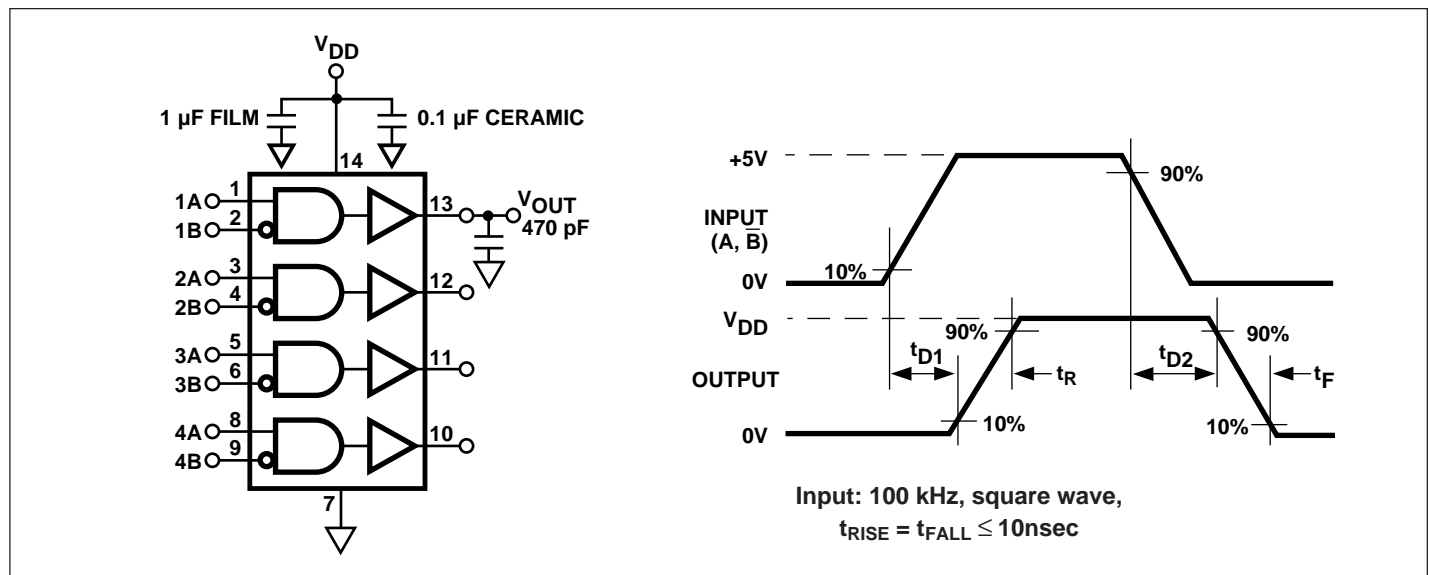 VDD
1 µF FILM
0.1 µF CERAMIC
14
1A
1
1B
2
13
VOUT
470 pF
2A
3
2B
4
12
3A
5
3B
6
11
4A
8
4B
9
10
7
+5V
90%
INPUT
(A, B̅)
10%
0V
VDD
90%
90%
tD1
tR
tD2
tF
OUTPUT
0V
10%
10%
Input: 100 kHz, square wave,
tRISE = tFALL ≤ 10nsec